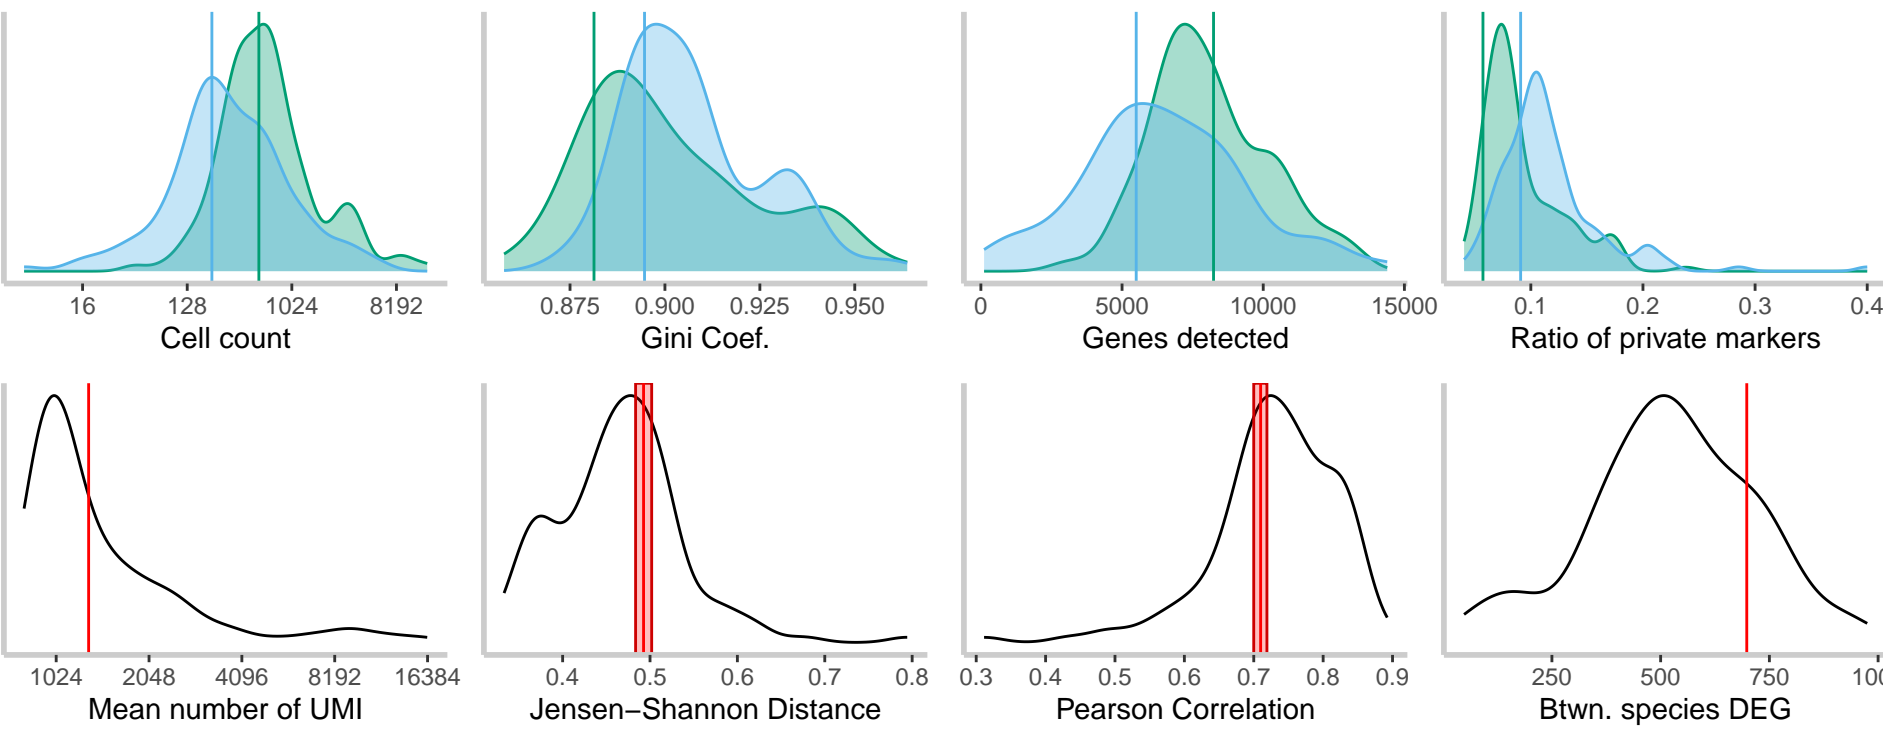 16 128 1024 8192
Cell count
0.875 0.900 0.925 0.950
Gini Coef.
0 5000 10000 15000
Genes detected
0.1 0.2 0.3 0.4
Ratio of private markers
1024 2048 4096 8192 16384
Mean number of UMI
0.4 0.5 0.6 0.7 0.8
Jensen−Shannon Distance
0.3 0.4 0.5 0.6 0.7 0.8 0.9
Pearson Correlation
250 500 750
Btwn. species DEG